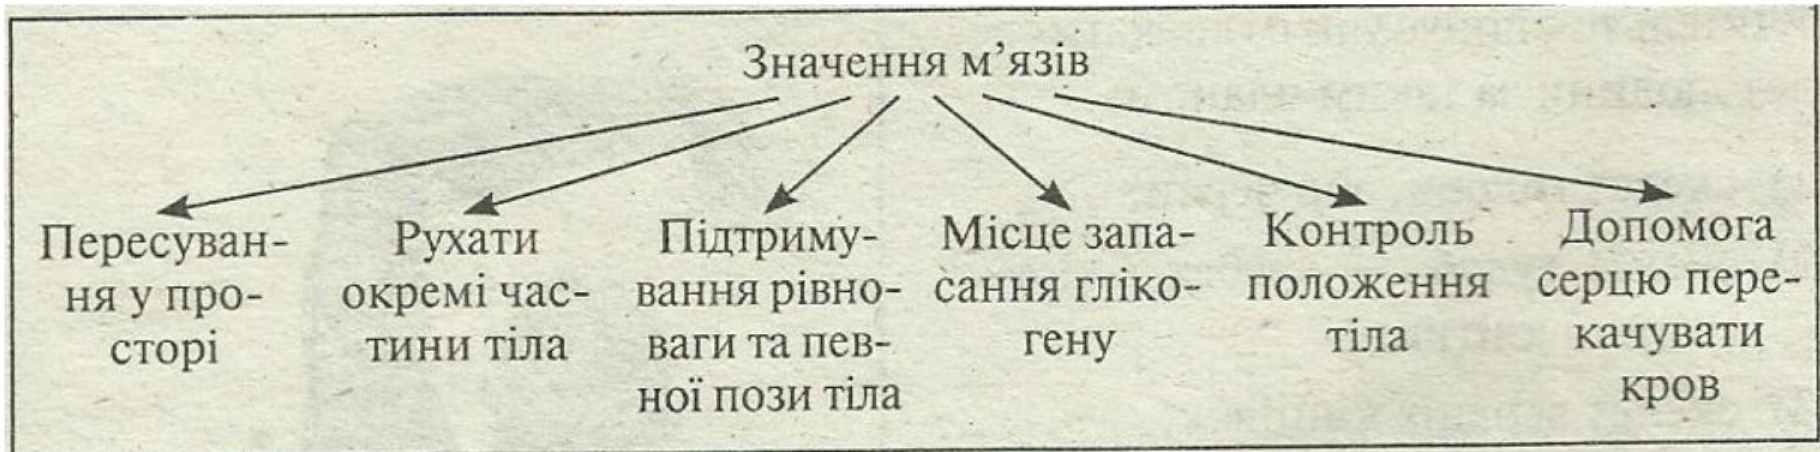 Значення м’язів
Пересуван-
ня у про-
сторі
Рухати
окремі час-
тини тіла
Підтриму-
вання рівно-
ваги та пев-
ної пози тіла
Місце запа-
сання гліко-
гену
Контроль
положення
тіла
Допомога
серцю пере-
качувати
кров